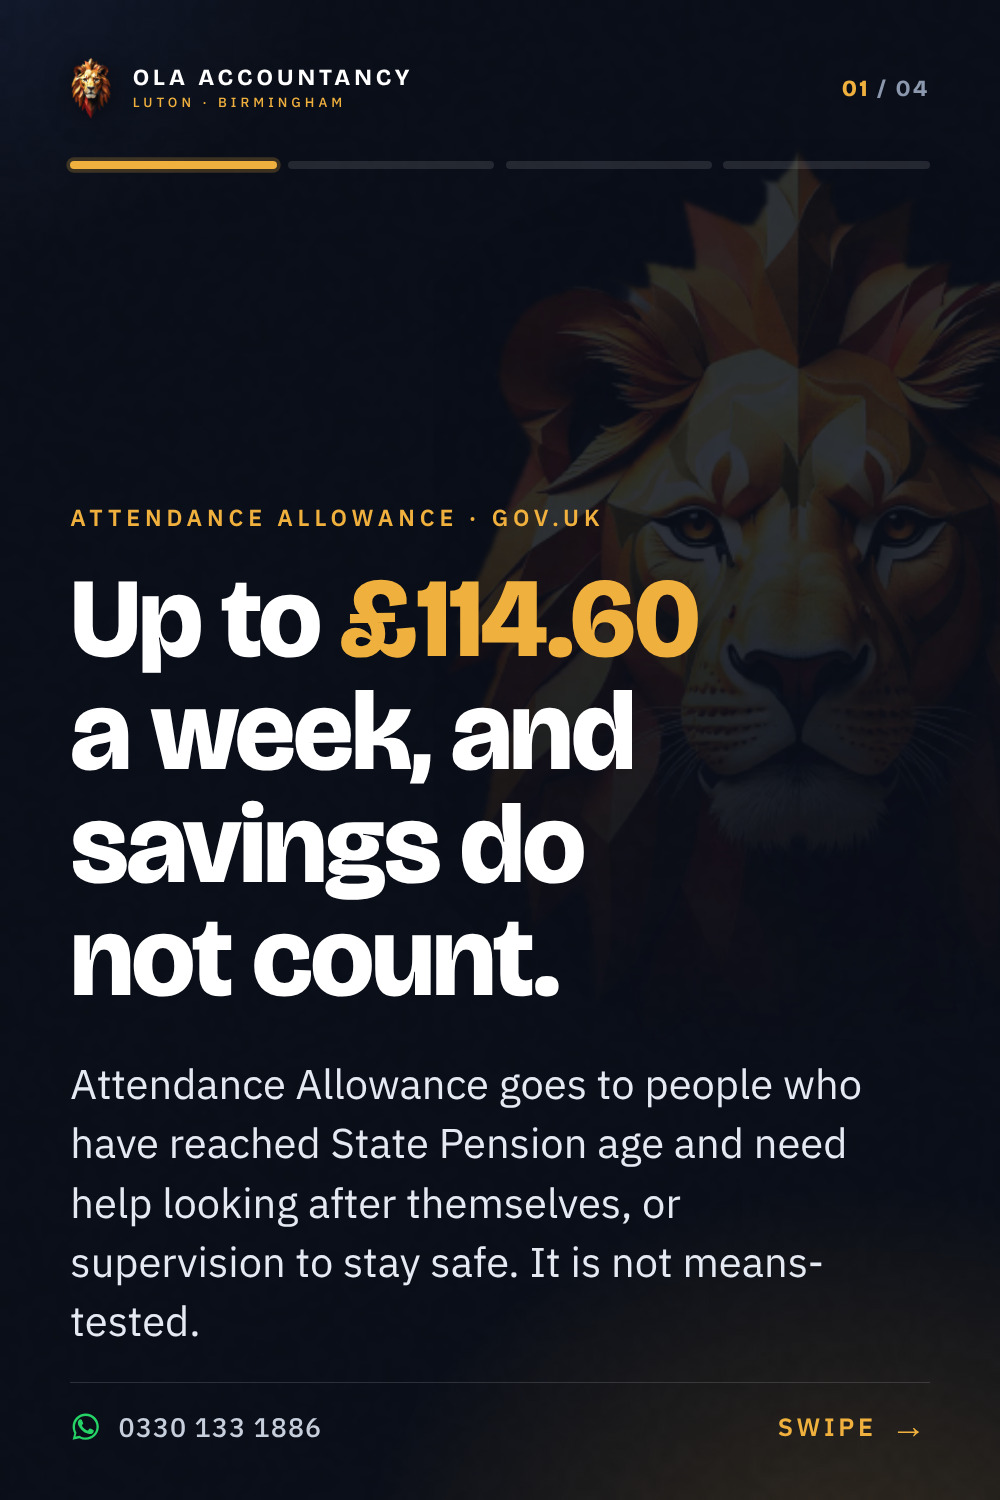 OLA ACCOUNTANCY
LUTON · BIRMINGHAM
01 / 04
ATTENDANCE ALLOWANCE · GOV.UK
Up to £114.60
a week, and
savings do
not count.
Attendance Allowance goes to people who
have reached State Pension age and need
help looking after themselves, or
supervision to stay safe. It is not means-
tested.
0330 133 1886
SWIPE →